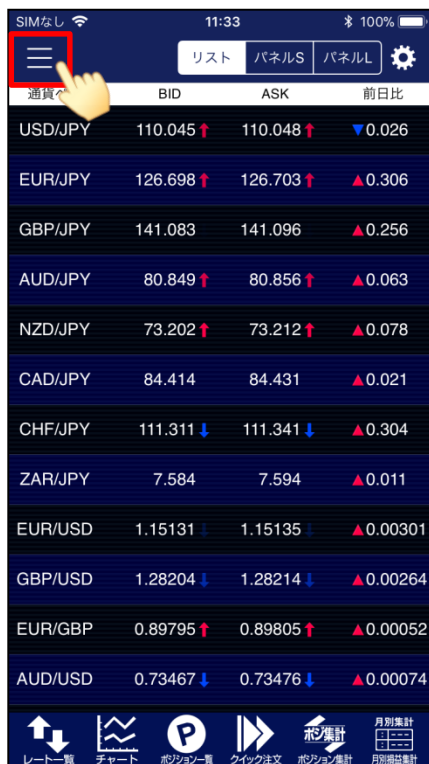 SIMなし 11:33 100%
リスト パネルS パネルL
通貨ペ BID ASK 前日比
USD/JPY 110.045⬆ 110.048⬆ ▼0.026
EUR/JPY 126.698⬆ 126.703⬆ ▲0.306
GBP/JPY 141.083 141.096 ▲0.256
AUD/JPY 80.849⬆ 80.856⬆ ▲0.063
NZD/JPY 73.202⬆ 73.212⬆ ▲0.078
CAD/JPY 84.414 84.431 ▲0.021
CHF/JPY 111.311⬇ 111.341⬇ ▲0.304
ZAR/JPY 7.584 7.594 ▲0.011
EUR/USD 1.15131⬇ 1.15135⬇ ▲0.00301
GBP/USD 1.28204⬇ 1.28214⬇ ▲0.00264
EUR/GBP 0.89795⬆ 0.89805⬆ ▲0.00052
AUD/USD 0.73467⬇ 0.73476⬇ ▲0.00074
P ポジ集計 月別集計
レート一覧 チャート ポジション一覧 クイック注文 ポジション集計 月別損益集計